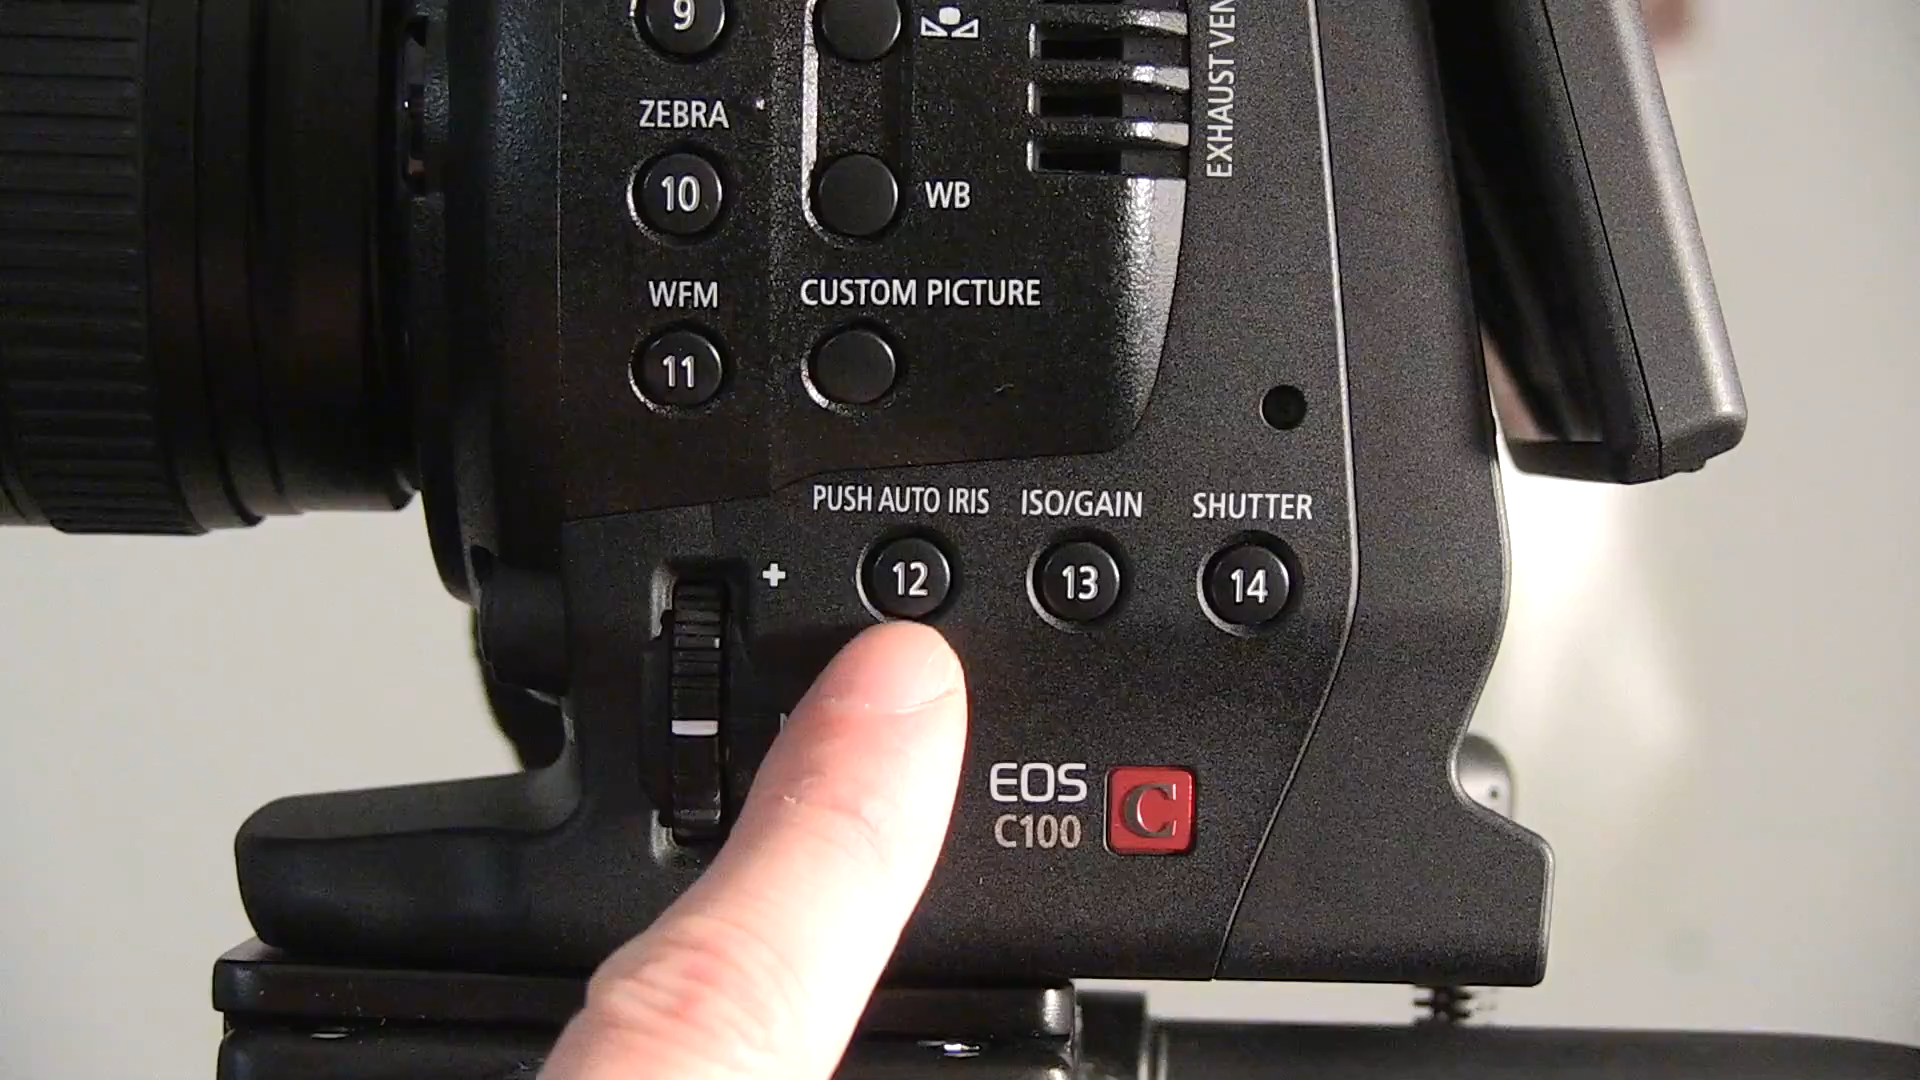 9
ZEBRA
10
WB
WFM
11
CUSTOM PICTURE
EXHAUST VEN
PUSH AUTO IRIS
12
ISO/GAIN
13
SHUTTER
14
+
EOS
C100
C